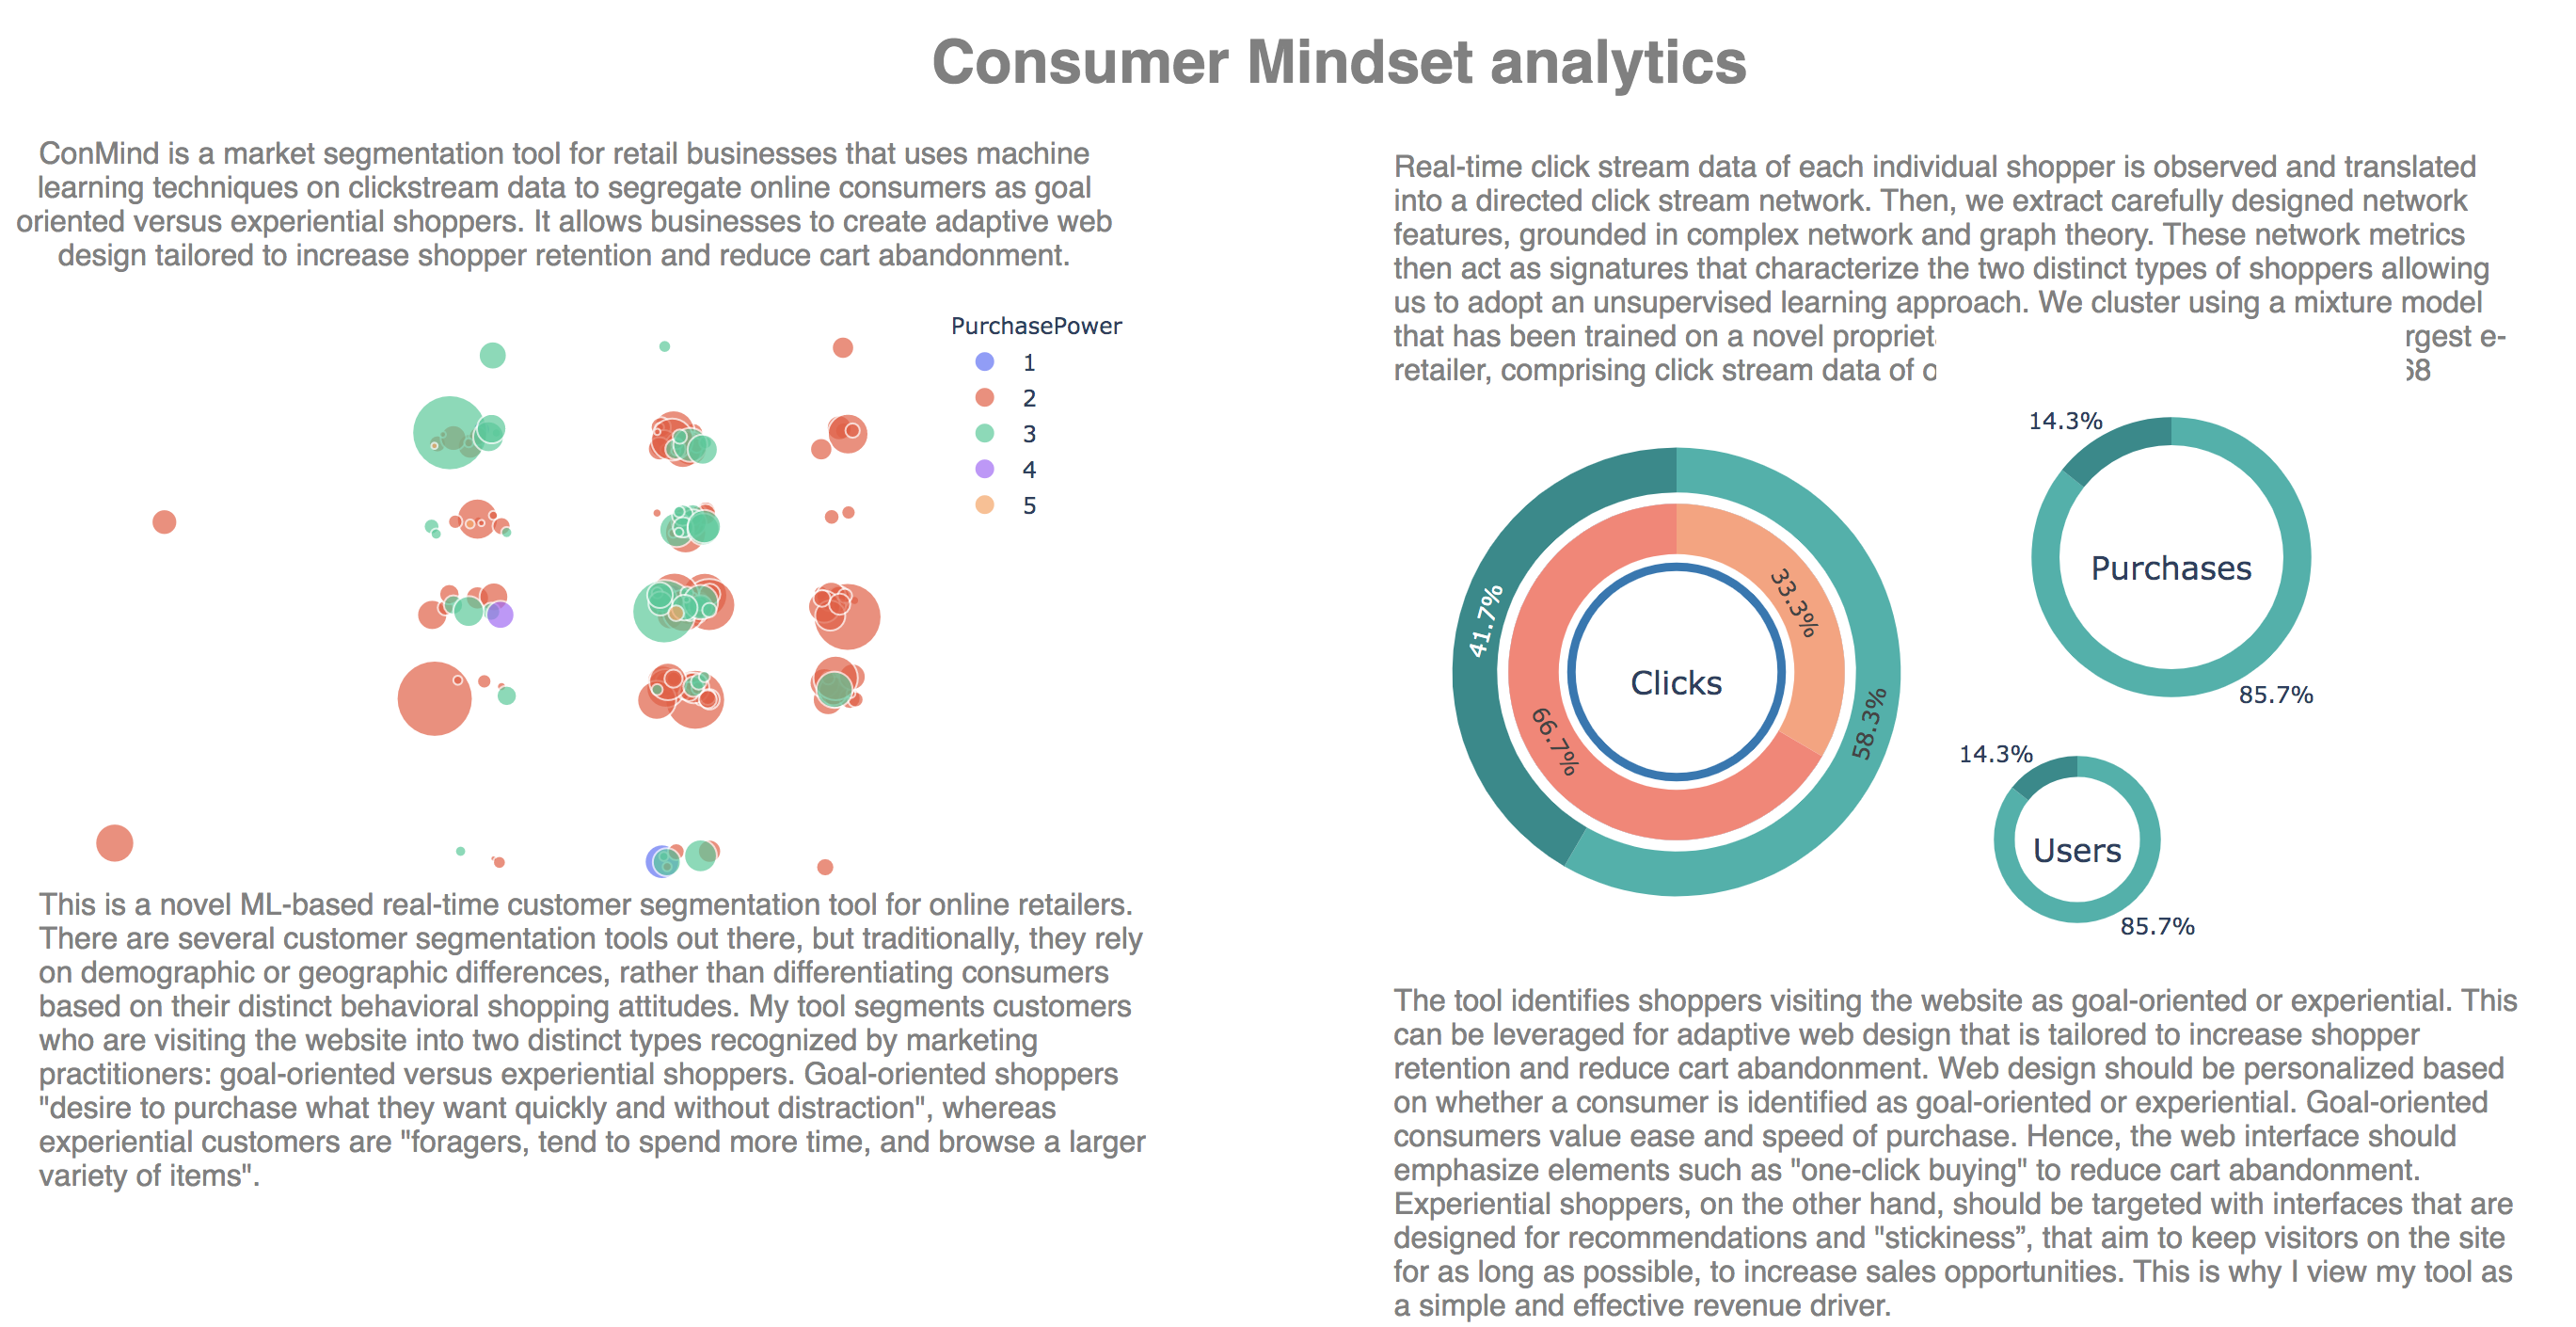 Consumer Mindset analytics
ConMind is a market segmentation tool for retail businesses that uses machine
learning techniques on clickstream data to segregate online consumers as goal
oriented versus experiential shoppers. It allows businesses to create adaptive web
design tailored to increase shopper retention and reduce cart abandonment.
PurchasePower
1
2
3
4
5
This is a novel ML-based real-time customer segmentation tool for online retailers.
There are several customer segmentation tools out there, but traditionally, they rely
on demographic or geographic differences, rather than differentiating consumers
based on their distinct behavioral shopping attitudes. My tool segments customers
who are visiting the website into two distinct types recognized by marketing
practitioners: goal-oriented versus experiential shoppers. Goal-oriented shoppers
"desire to purchase what they want quickly and without distraction", whereas
experiential customers are "foragers, tend to spend more time, and browse a larger
variety of items".
Real-time click stream data of each individual shopper is observed and translated
into a directed click stream network. Then, we extract carefully designed network
features, grounded in complex network and graph theory. These network metrics
then act as signatures that characterize the two distinct types of shoppers allowing
us to adopt an unsupervised learning approach. We cluster using a mixture model
that has been trained on a novel e-
retailer, comprising click stream data of
14.3%
Purchases
85.7%
41.7%
33.3%
Clicks
66.7%
58.3%
14.3%
Users
85.7%
The tool identifies shoppers visiting the website as goal-oriented or experiential. This
can be leveraged for adaptive web design that is tailored to increase shopper
retention and reduce cart abandonment. Web design should be personalized based
on whether a consumer is identified as goal-oriented or experiential. Goal-oriented
consumers value ease and speed of purchase. Hence, the web interface should
emphasize elements such as "one-click buying" to reduce cart abandonment.
Experiential shoppers, on the other hand, should be targeted with interfaces that are
designed for recommendations and "stickiness”, that aim to keep visitors on the site
for as long as possible, to increase sales opportunities. This is why I view my tool as
a simple and effective revenue driver.